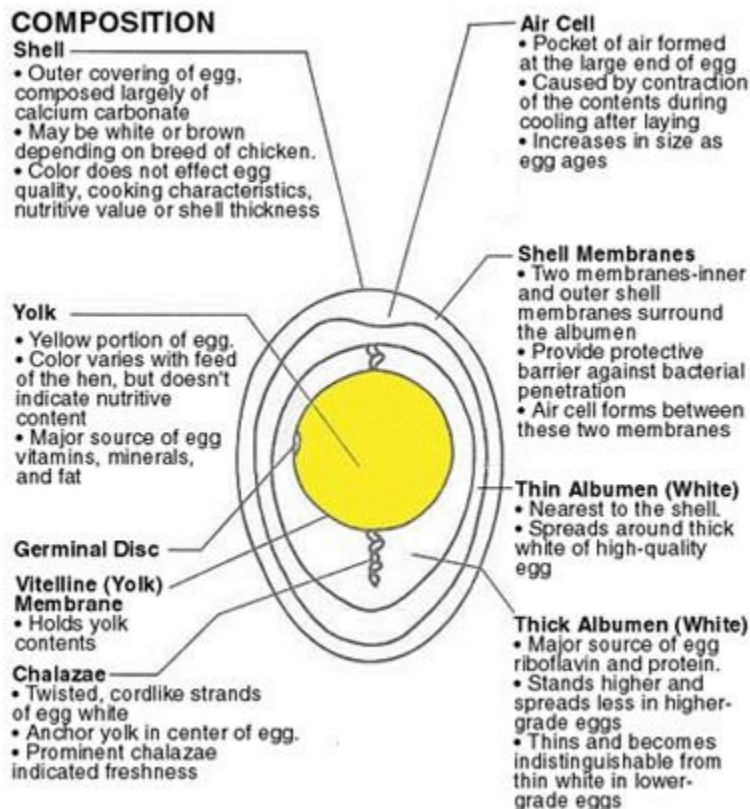 COMPOSITION
Shell
• Outer covering of egg,
composed largely of
calcium carbonate
• May be white or brown
depending on breed of chicken.
• Color does not effect egg
quality, cooking characteristics,
nutritive value or shell thickness
Air Cell
• Pocket of air formed
at the large end of egg
• Caused by contraction
of the contents during
cooling after laying
• Increases in size as
egg ages
Shell Membranes
• Two membranes-inner
and outer shell
membranes surround
the albumen
• Provide protective
barrier against bacterial
penetration
• Air cell forms between
these two membranes
Yolk
• Yellow portion of egg.
• Color varies with feed
of the hen, but doesn't
indicate nutritive
content
• Major source of egg
vitamins, minerals,
and fat
Thin Albumen (White)
• Nearest to the shell.
• Spreads around thick
white of high-quality
egg
Germinal Disc
Vitelline (Yolk)
Membrane
• Holds yolk
contents
Chalazae
• Twisted, cordlike strands
of egg white
• Anchor yolk in center of egg.
• Prominent chalazae
indicated freshness
Thick Albumen (White)
• Major source of egg
riboflavin and protein.
• Stands higher and
spreads less in higher-
grade eggs
• Thins and becomes
indistinguishable from
thin white in lower-
grade eggs